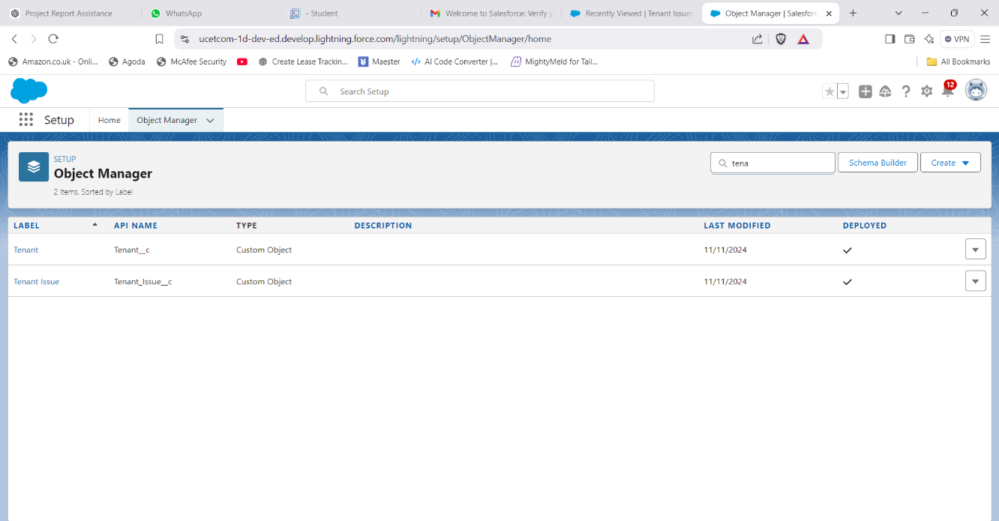 Project Report Assistance
WhatsApp
- Student
Welcome to Salesforce: Verify y
Recently Viewed | Tenant Issues
Object Manager | Salesforc
ucetcom-1d-dev-ed.develop.lightning.force.com/lightning/setup/ObjectManager/home
VPN
Amazon.co.uk - Onli...
Agoda
McAfee Security
Create Lease Trackin...
Maester
AI Code Converter |...
MightyMeld for Tail...
All Bookmarks
Search Setup
12
Setup
Home
Object Manager
SETUP
Object Manager
2 Items, Sorted by Label
tena
Schema Builder
Create
LABEL API NAME TYPE DESCRIPTION LAST MODIFIED DEPLOYED
Tenant Tenant__c Custom Object 11/11/2024
Tenant Issue Tenant_Issue__c Custom Object 11/11/2024